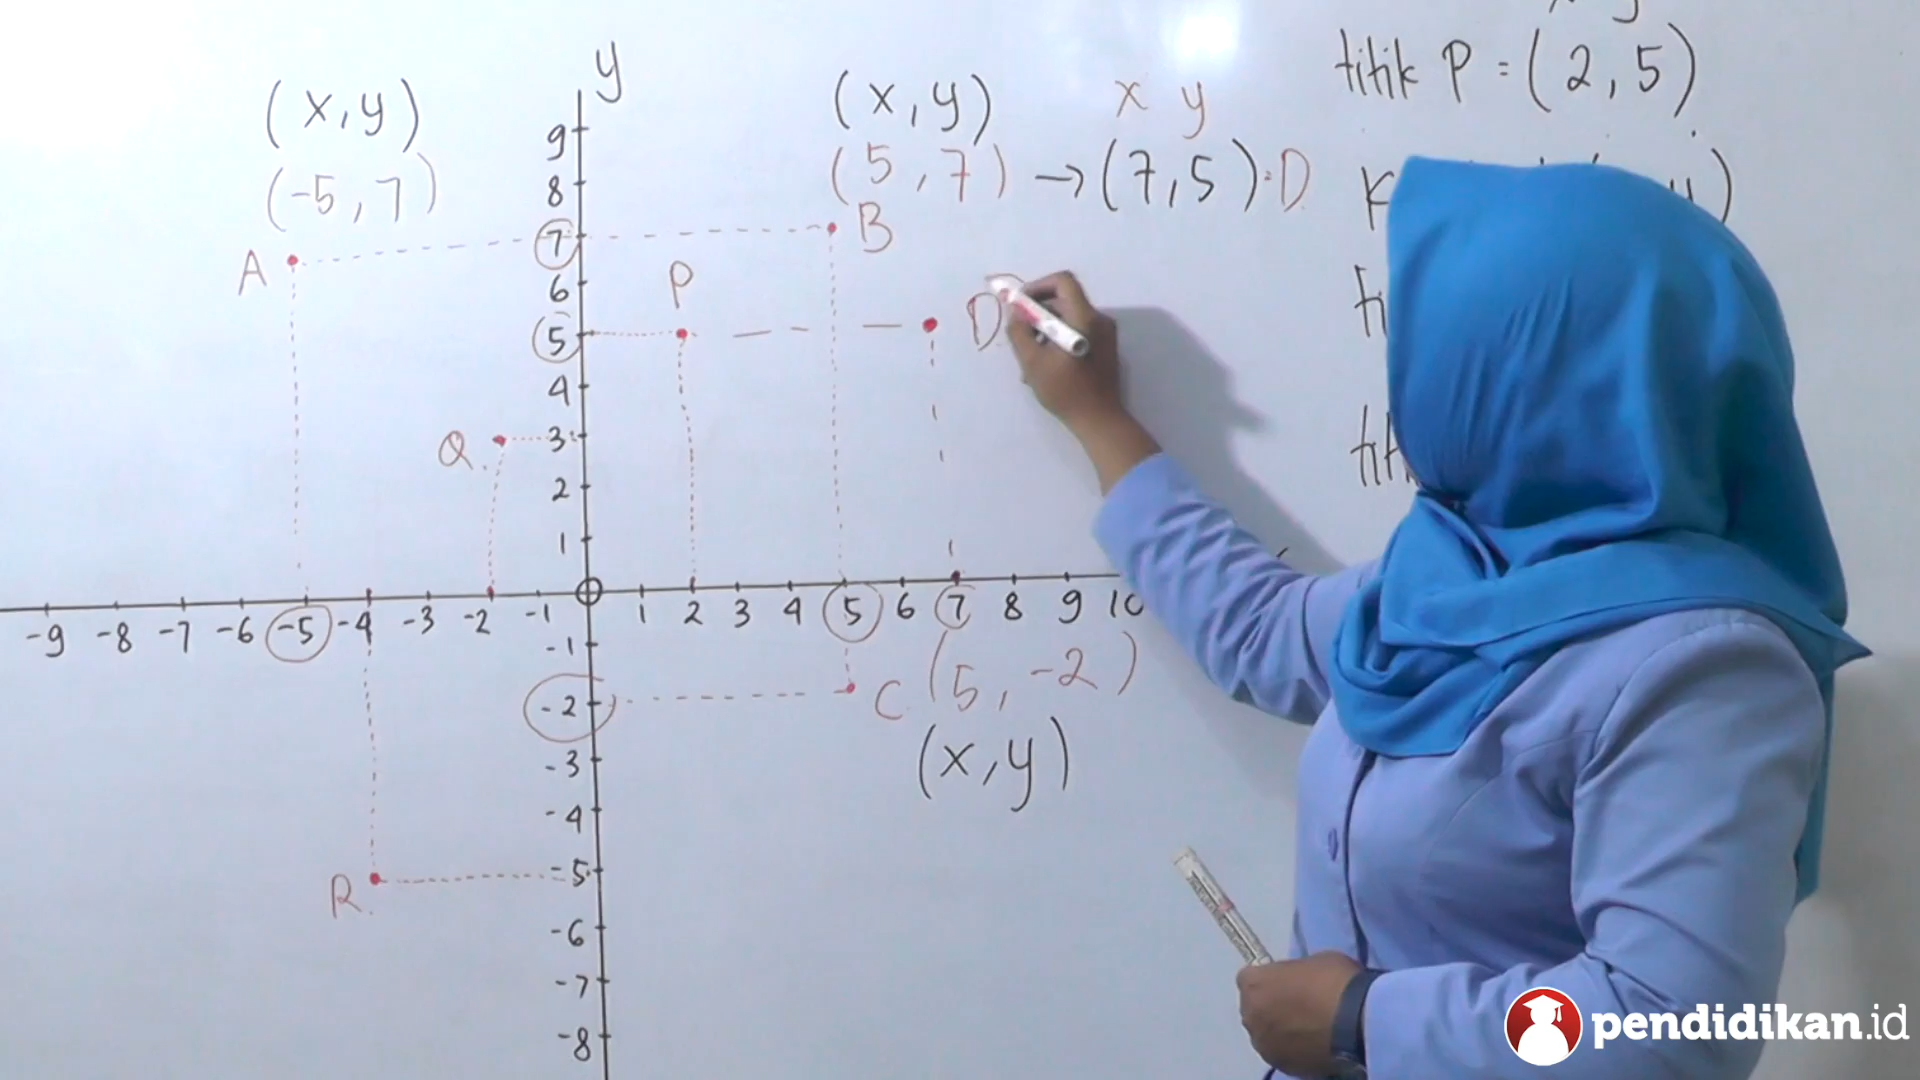 y
(x,y)
(-5,7)
(x,y)
(5,7) → (7,5) = D
x y
titik P = (2,5)
K
A
B
P
D
Q
C (5,-2)
(x,y)
R
9
8
7
6
5
4
3
2
1
-9 -8 -7 -6 -5 -4 -3 -2 -1 0 1 2 3 4 5 6 7 8 9 10
-1
-2
-3
-4
-5
-6
-7
-8
pendidikan.id